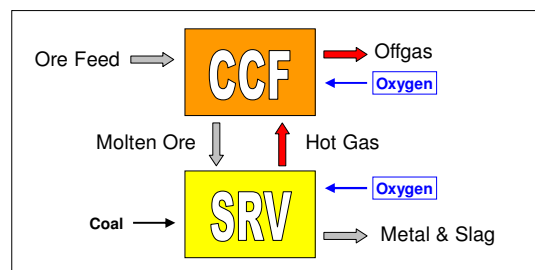 Ore Feed
CCF
Offgas
Oxygen
Molten Ore
Hot Gas
Coal
SRV
Oxygen
Metal & Slag